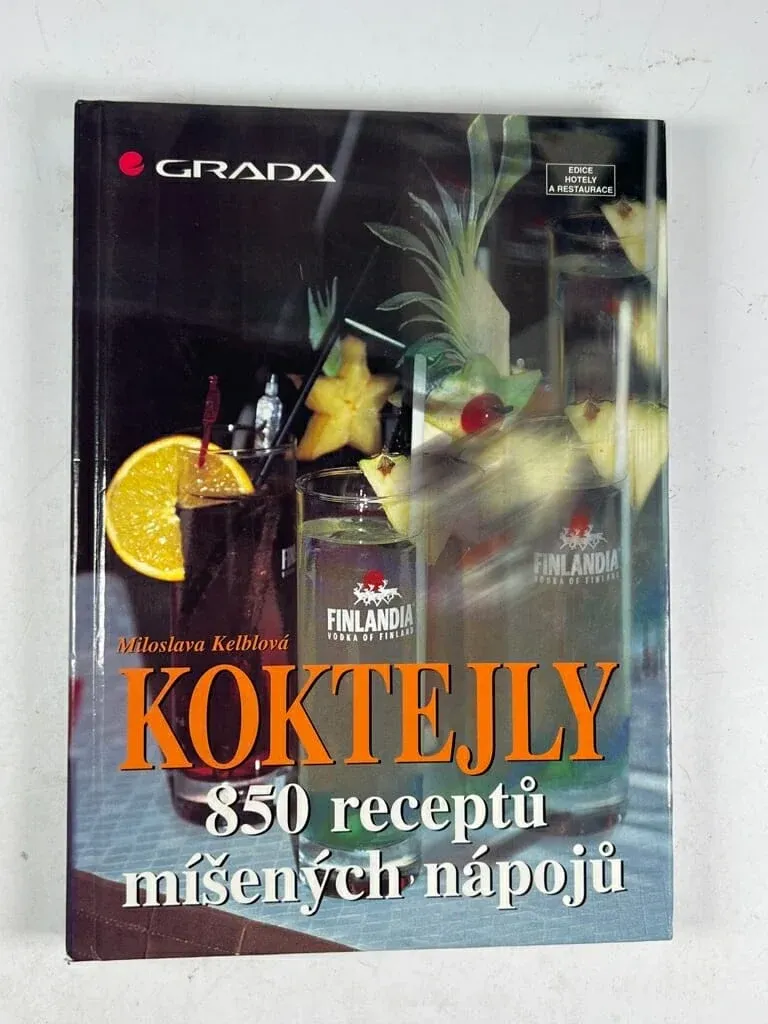 GRADA
EDICE
HOTELY
A RESTAURACE
FINLANDIA
VODKA OF FINLAND
FINLANDIA
VODKA OF FINLAND
Miloslava Kelblová
KOKTEJLY
850 receptů
míšených nápojů